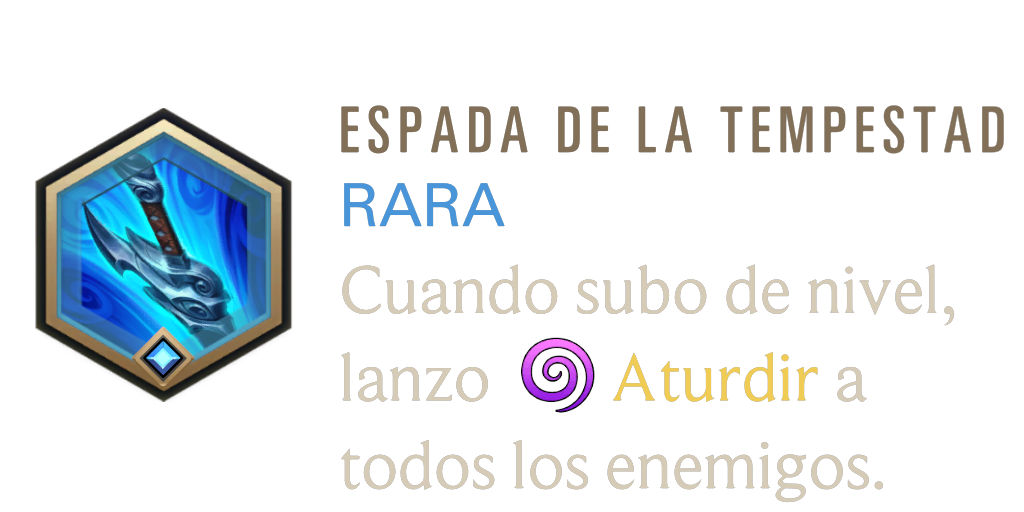 ESPADA DE LA TEMPESTAD
RARA
Cuando subo de nivel,
lanzo Aturdir a
todos los enemigos.